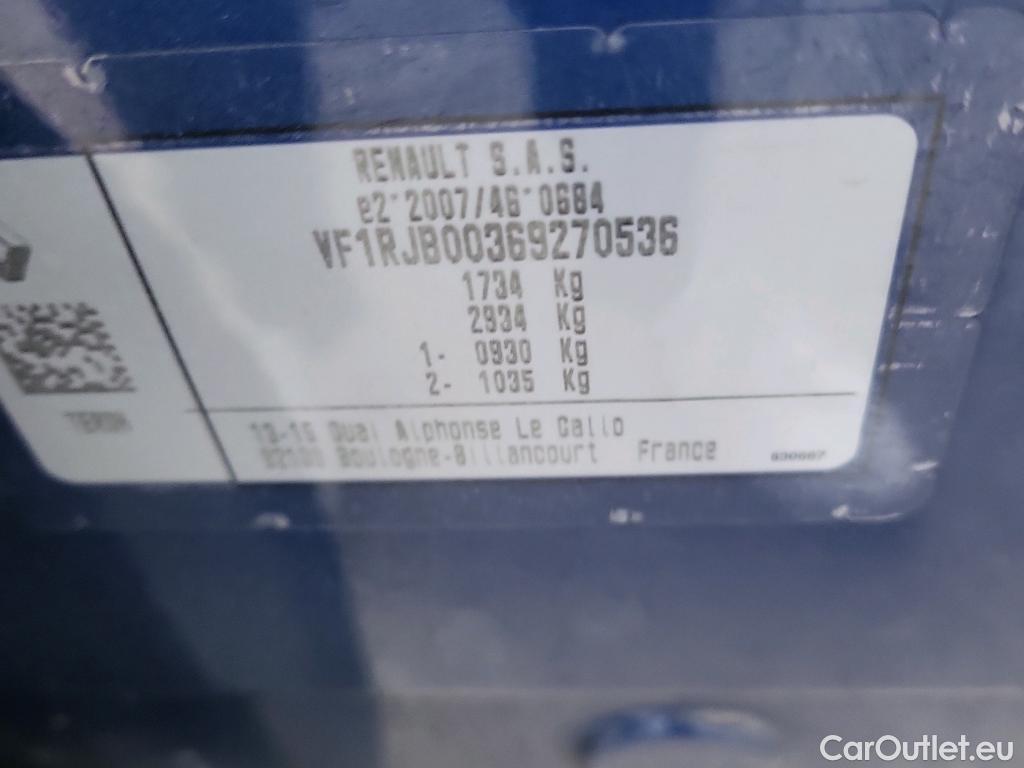 RENAULT S.A.S.
e2*2007/46*0684
VF1RJB00369270536
1734 Kg
2934 Kg
1- 0930 Kg
2- 1035 Kg
13-15 Quai Alphonse Le Gallo
92100 Boulogne-Billancourt France
CarOutlet.eu